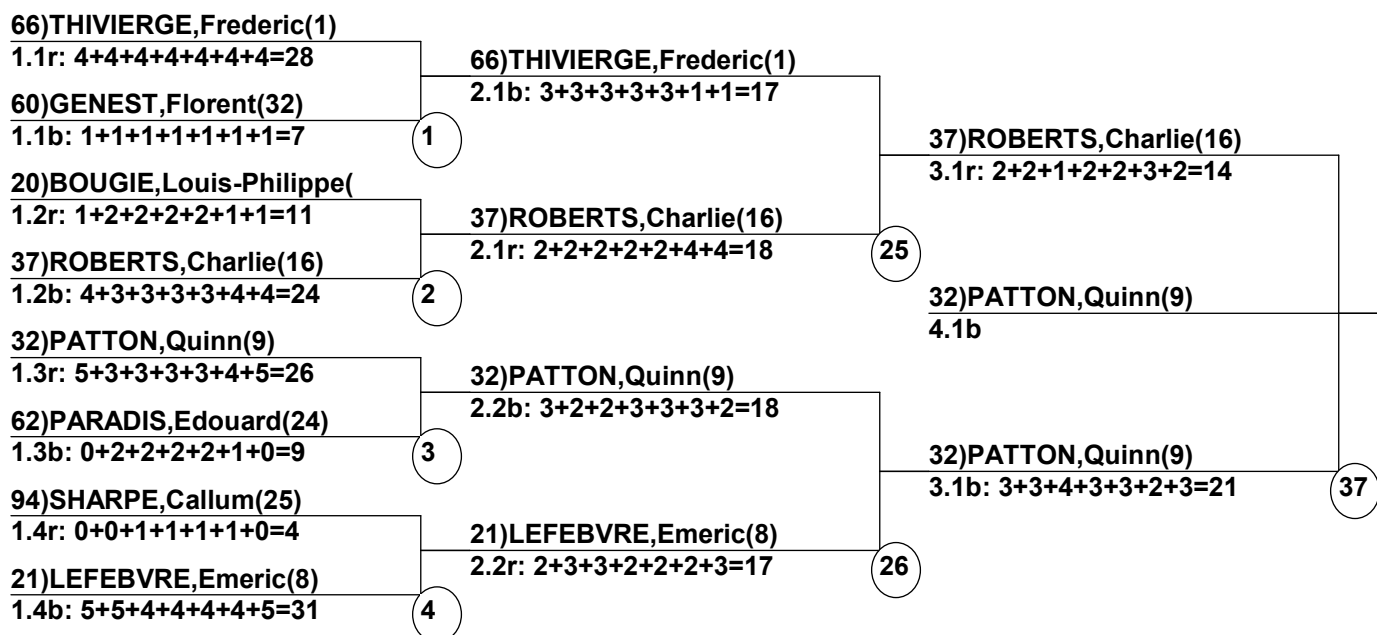 66)THIVIERGE,Frederic(1)
1.1r: 4+4+4+4+4+4+4=28
60)GENEST,Florent(32)
1.1b: 1+1+1+1+1+1+1=7
1
20)BOUGIE,Louis-Philippe(
1.2r: 1+2+2+2+2+1+1=11
37)ROBERTS,Charlie(16)
1.2b: 4+3+3+3+3+4+4=24
2
32)PATTON,Quinn(9)
1.3r: 5+3+3+3+3+4+5=26
62)PARADIS,Edouard(24)
1.3b: 0+2+2+2+2+1+0=9
3
94)SHARPE,Callum(25)
1.4r: 0+0+1+1+1+1+0=4
21)LEFEBVRE,Emeric(8)
1.4b: 5+5+4+4+4+4+5=31
4
66)THIVIERGE,Frederic(1)
2.1b: 3+3+3+3+3+1+1=17
37)ROBERTS,Charlie(16)
2.1r: 2+2+2+2+2+4+4=18
25
32)PATTON,Quinn(9)
2.2b: 3+2+2+3+3+3+2=18
21)LEFEBVRE,Emeric(8)
2.2r: 2+3+3+2+2+2+3=17
26
37)ROBERTS,Charlie(16)
3.1r: 2+2+1+2+2+3+2=14
32)PATTON,Quinn(9)
4.1b
32)PATTON,Quinn(9)
3.1b: 3+3+4+3+3+2+3=21
37